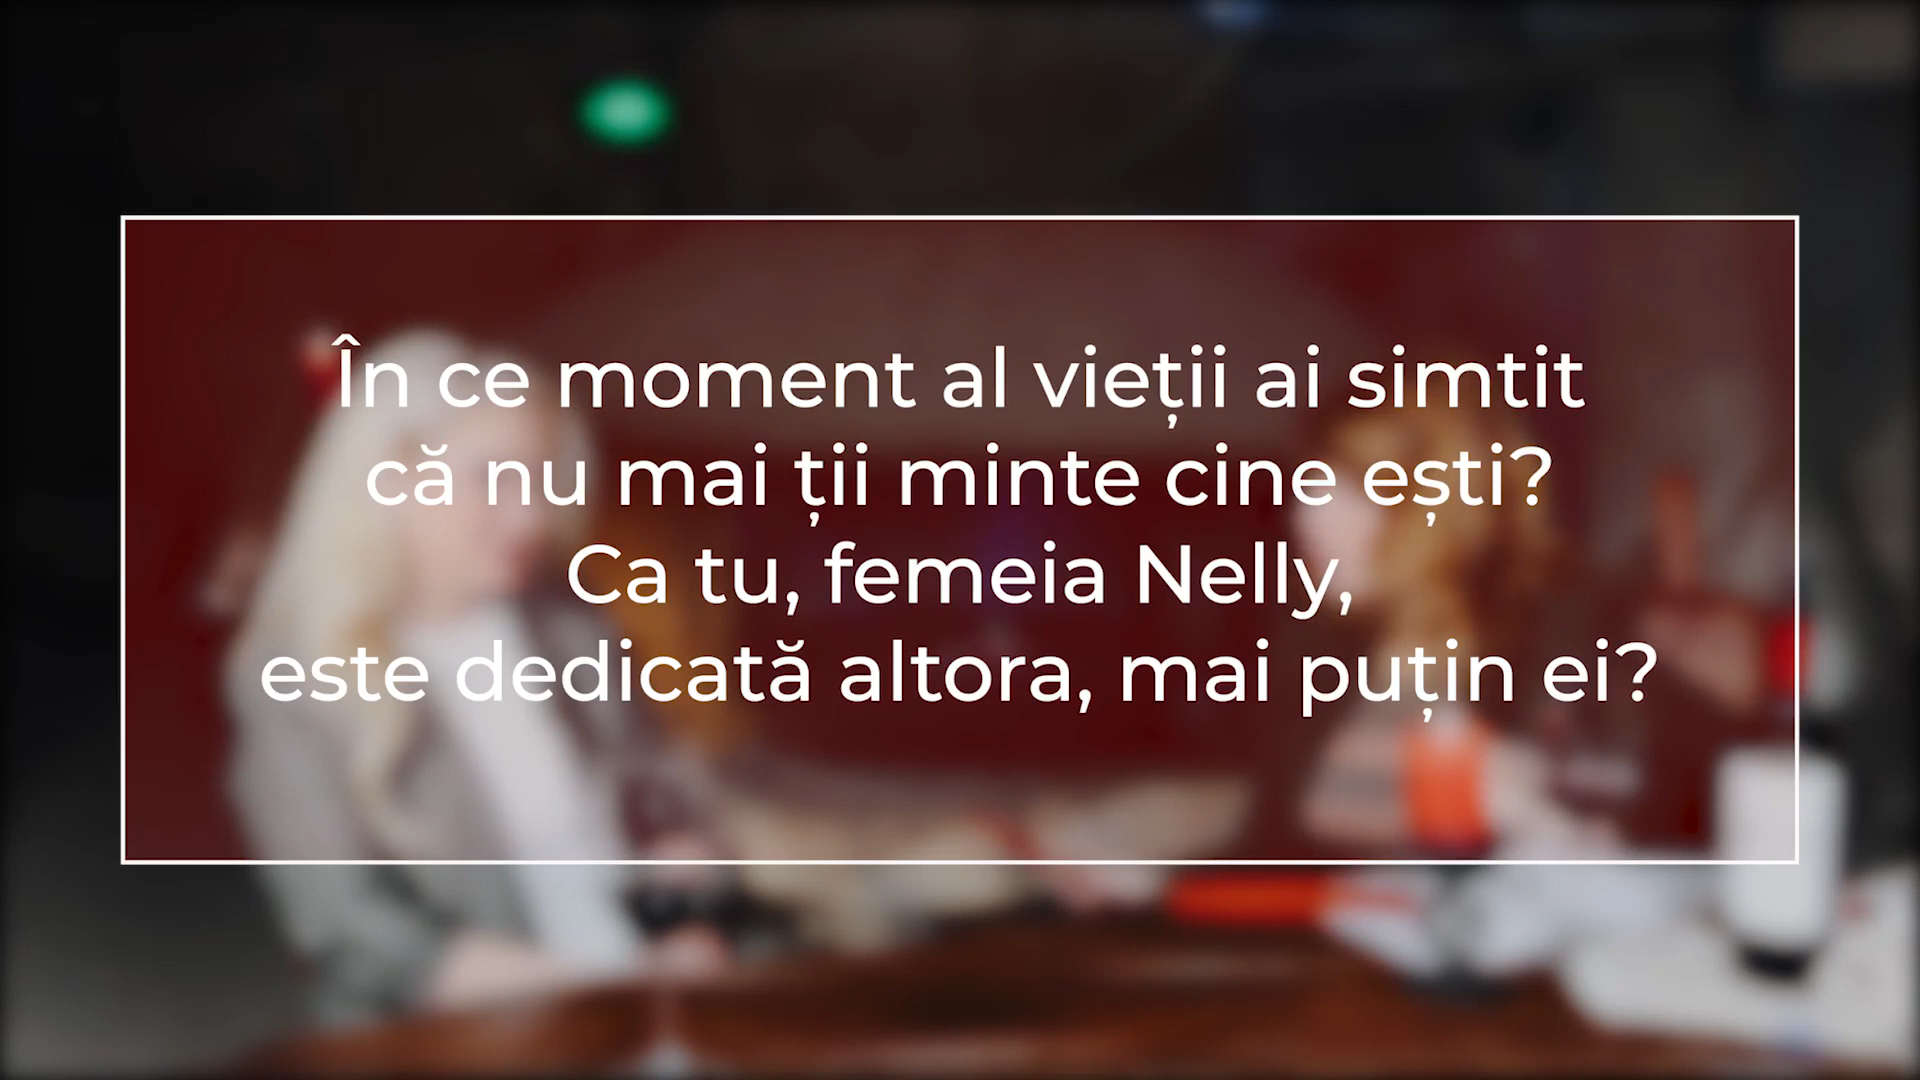 În ce moment al vieții ai simtit
că nu mai ții minte cine ești?
Ca tu, femeia Nelly,
este dedicată altora, mai puțin ei?